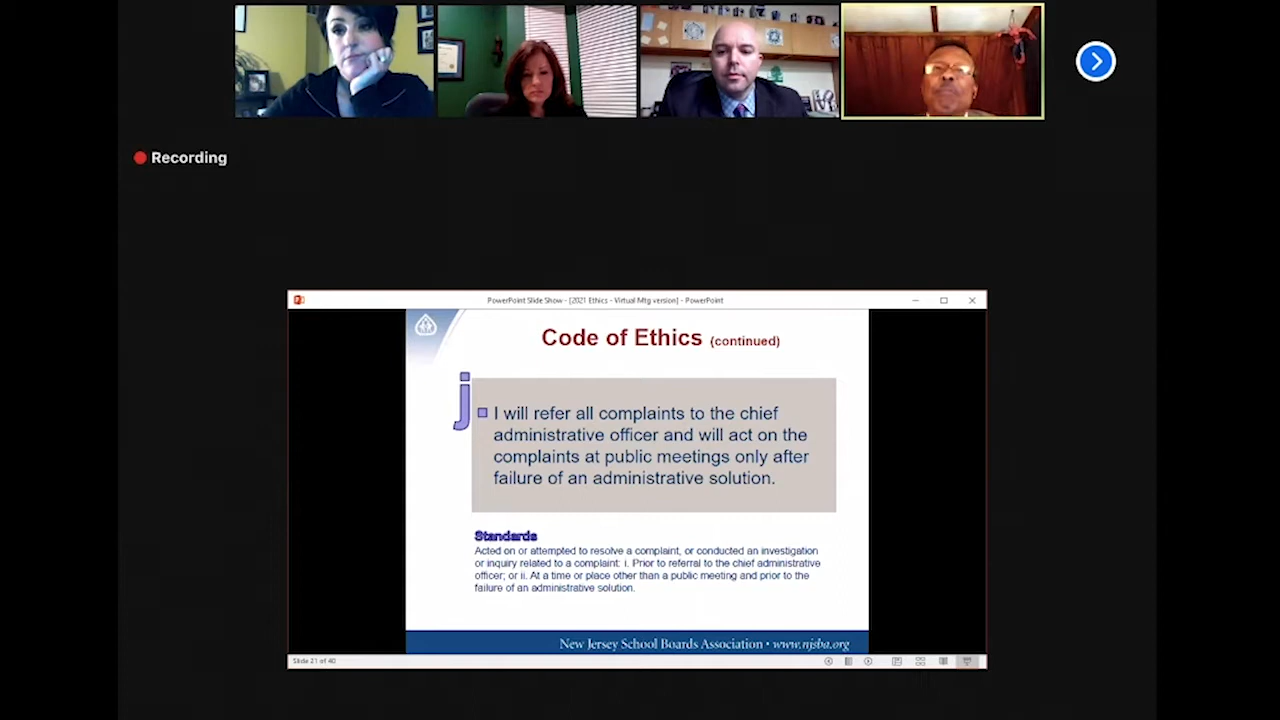 Recording
PowerPoint Slide Show - [2021 Ethics - Virtual Mtg version] - PowerPoint
Code of Ethics (continued)
j.
I will refer all complaints to the chief
administrative officer and will act on the
complaints at public meetings only after
failure of an administrative solution.
Standards
Acted on or attempted to resolve a complaint, or conducted an investigation
or inquiry related to a complaint: i. Prior to referral to the chief administrative
officer; or ii. At a time or place other than a public meeting and prior to the
failure of an administrative solution.
New Jersey School Boards Association • www.njsba.org
Slide 21 of 40